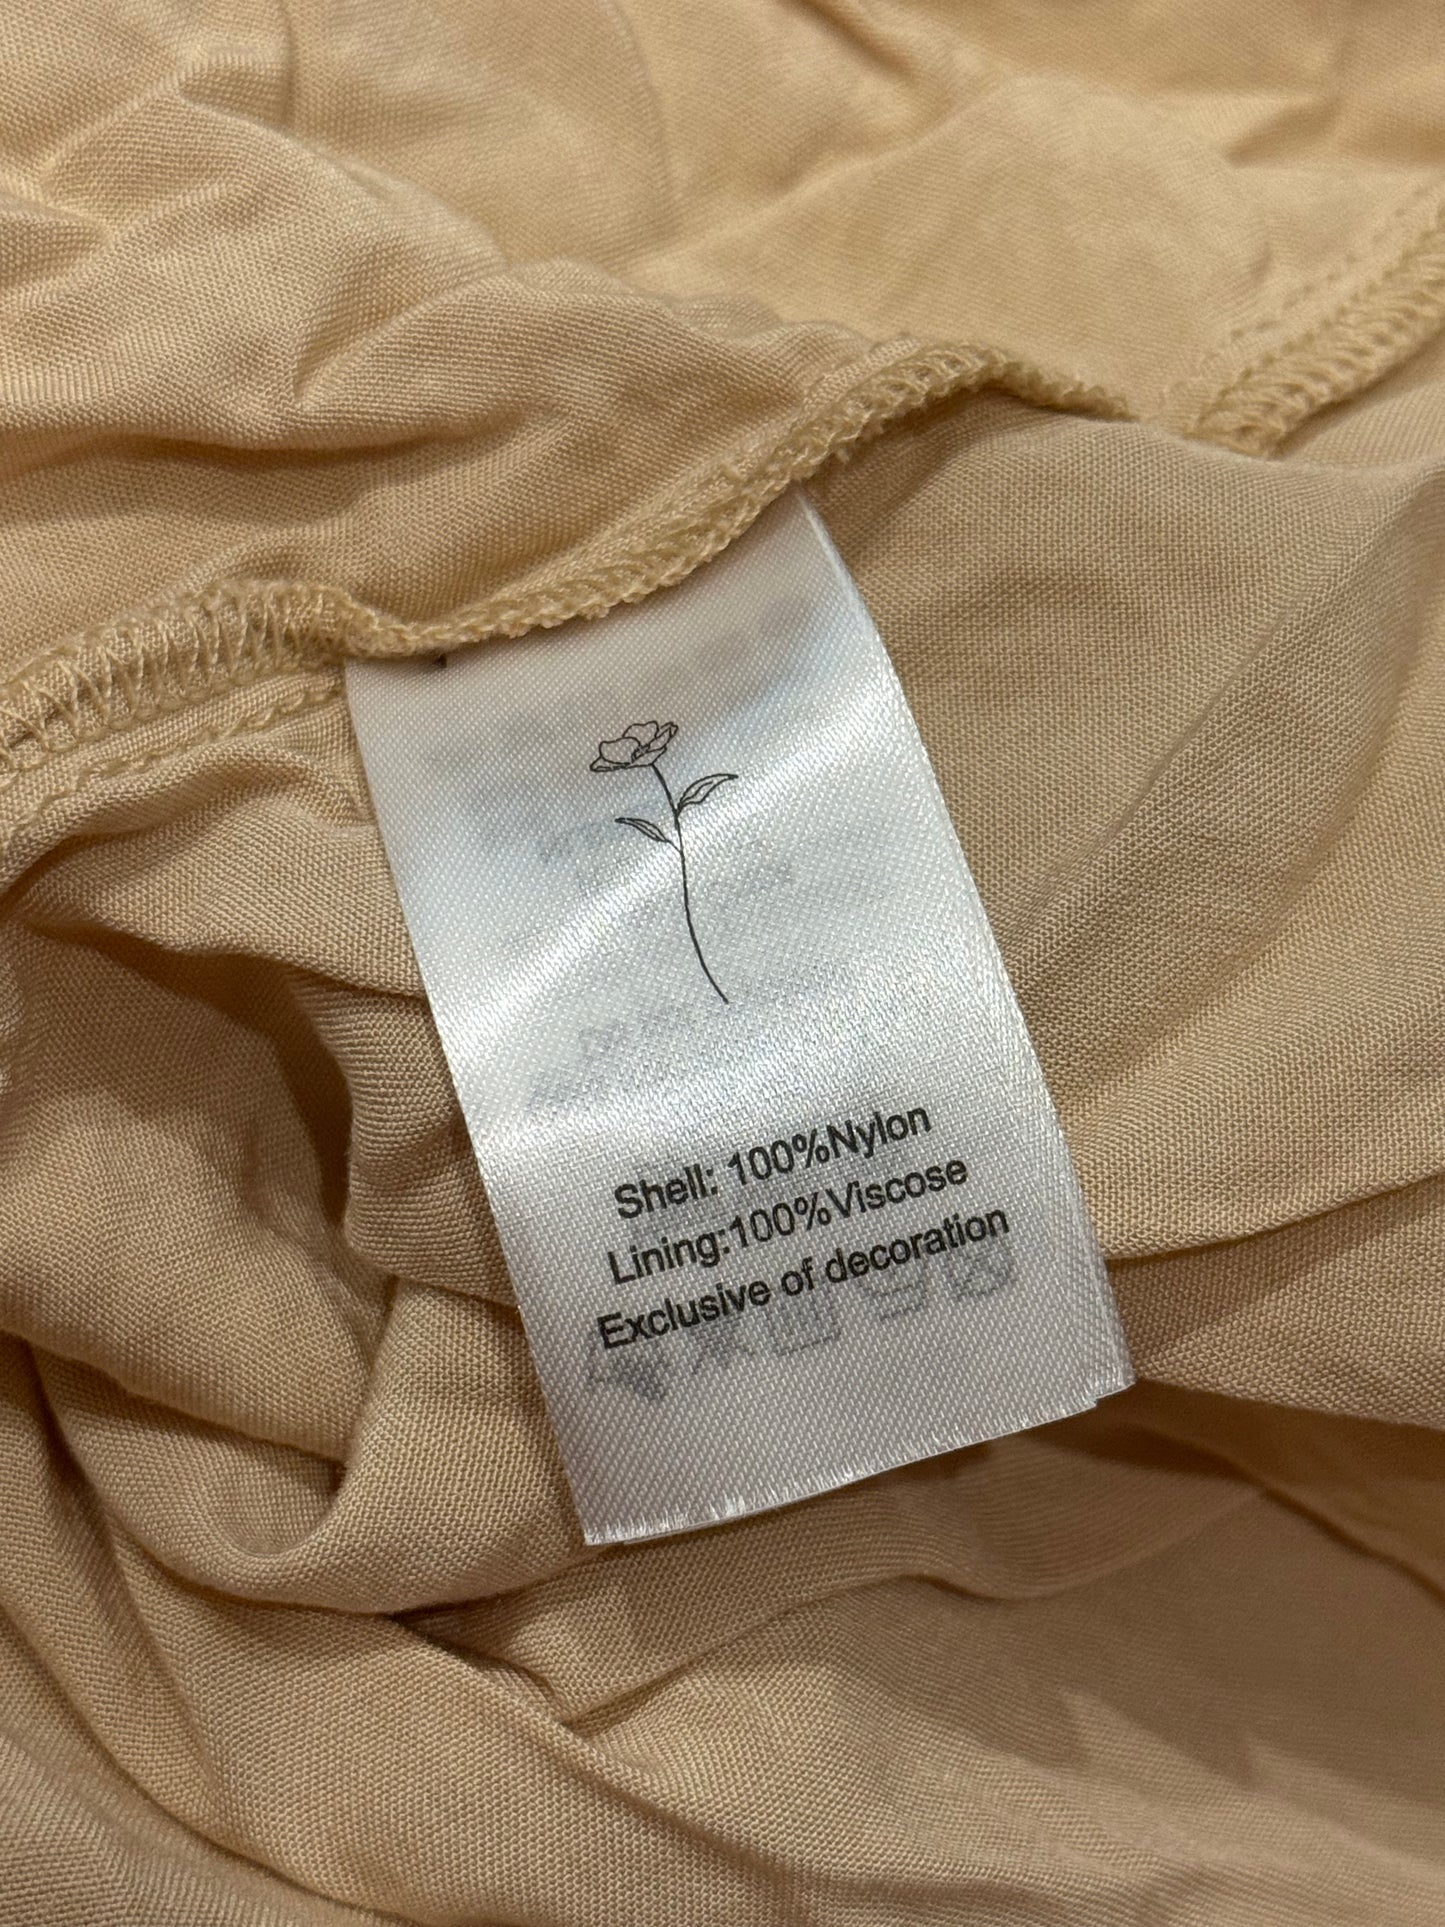 Shell: 100%Nylon
Lining:100%Viscose
Exclusive of decoration